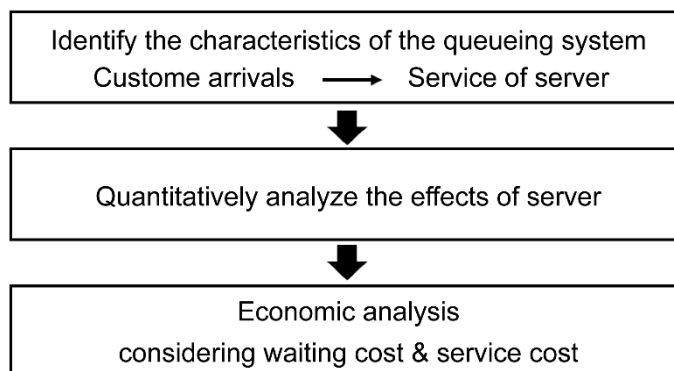 Identify the characteristics of the queueing system
Custome arrivals Service of server
Quantitatively analyze the effects of server
Economic analysis
considering waiting cost & service cost